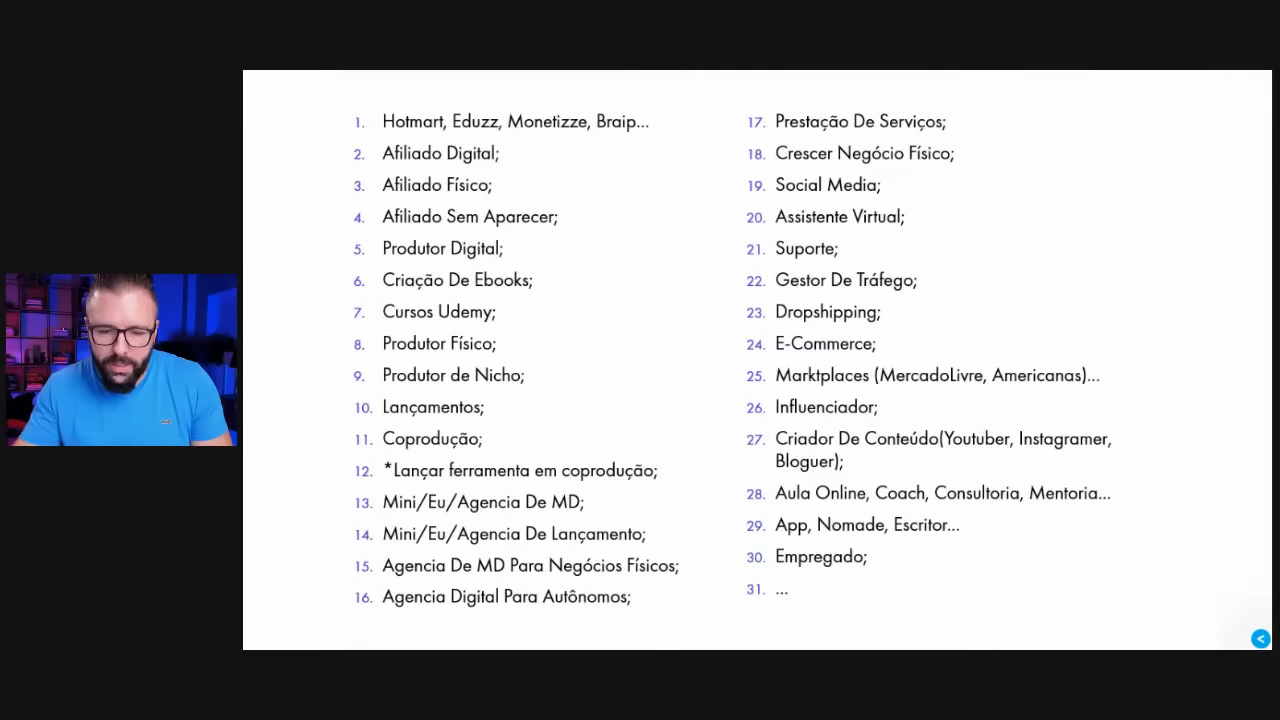 1. Hotmart, Eduzz, Monetizze, Braip...
2. Afiliado Digital;
3. Afiliado Físico;
4. Afiliado Sem Aparecer;
5. Produtor Digital;
6. Criação De Ebooks;
7. Cursos Udemy;
8. Produtor Físico;
9. Produtor de Nicho;
10. Lançamentos;
11. Coprodução;
12. *Lançar ferramenta em coprodução;
13. Mini/Eu/Agencia De MD;
14. Mini/Eu/Agencia De Lançamento;
15. Agencia De MD Para Negócios Físicos;
16. Agencia Digital Para Autônomos;
17. Prestação De Serviços;
18. Crescer Negócio Físico;
19. Social Media;
20. Assistente Virtual;
21. Suporte;
22. Gestor De Tráfego;
23. Dropshipping;
24. E-Commerce;
25. Marktplaces (MercadoLivre, Americanas)...
26. Influenciador;
27. Criador De Conteúdo(Youtuber, Instagramer,
Bloguer);
28. Aula Online, Coach, Consultoria, Mentoria...
29. App, Nomade, Escritor...
30. Empregado;
31. ...